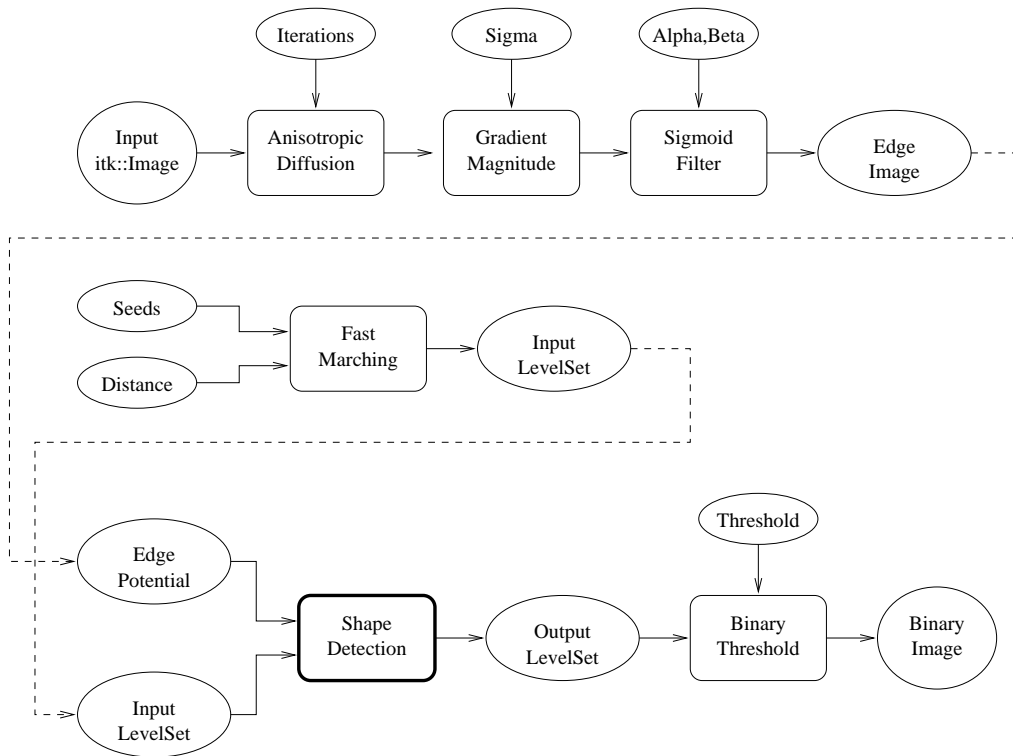 Iterations
Sigma
Alpha,Beta
Input
itk::Image
Anisotropic
Diffusion
Gradient
Magnitude
Sigmoid
Filter
Edge
Image
Seeds
Distance
Fast
Marching
Input
LevelSet
Edge
Potential
Input
LevelSet
Shape
Detection
Output
LevelSet
Threshold
Binary
Threshold
Binary
Image